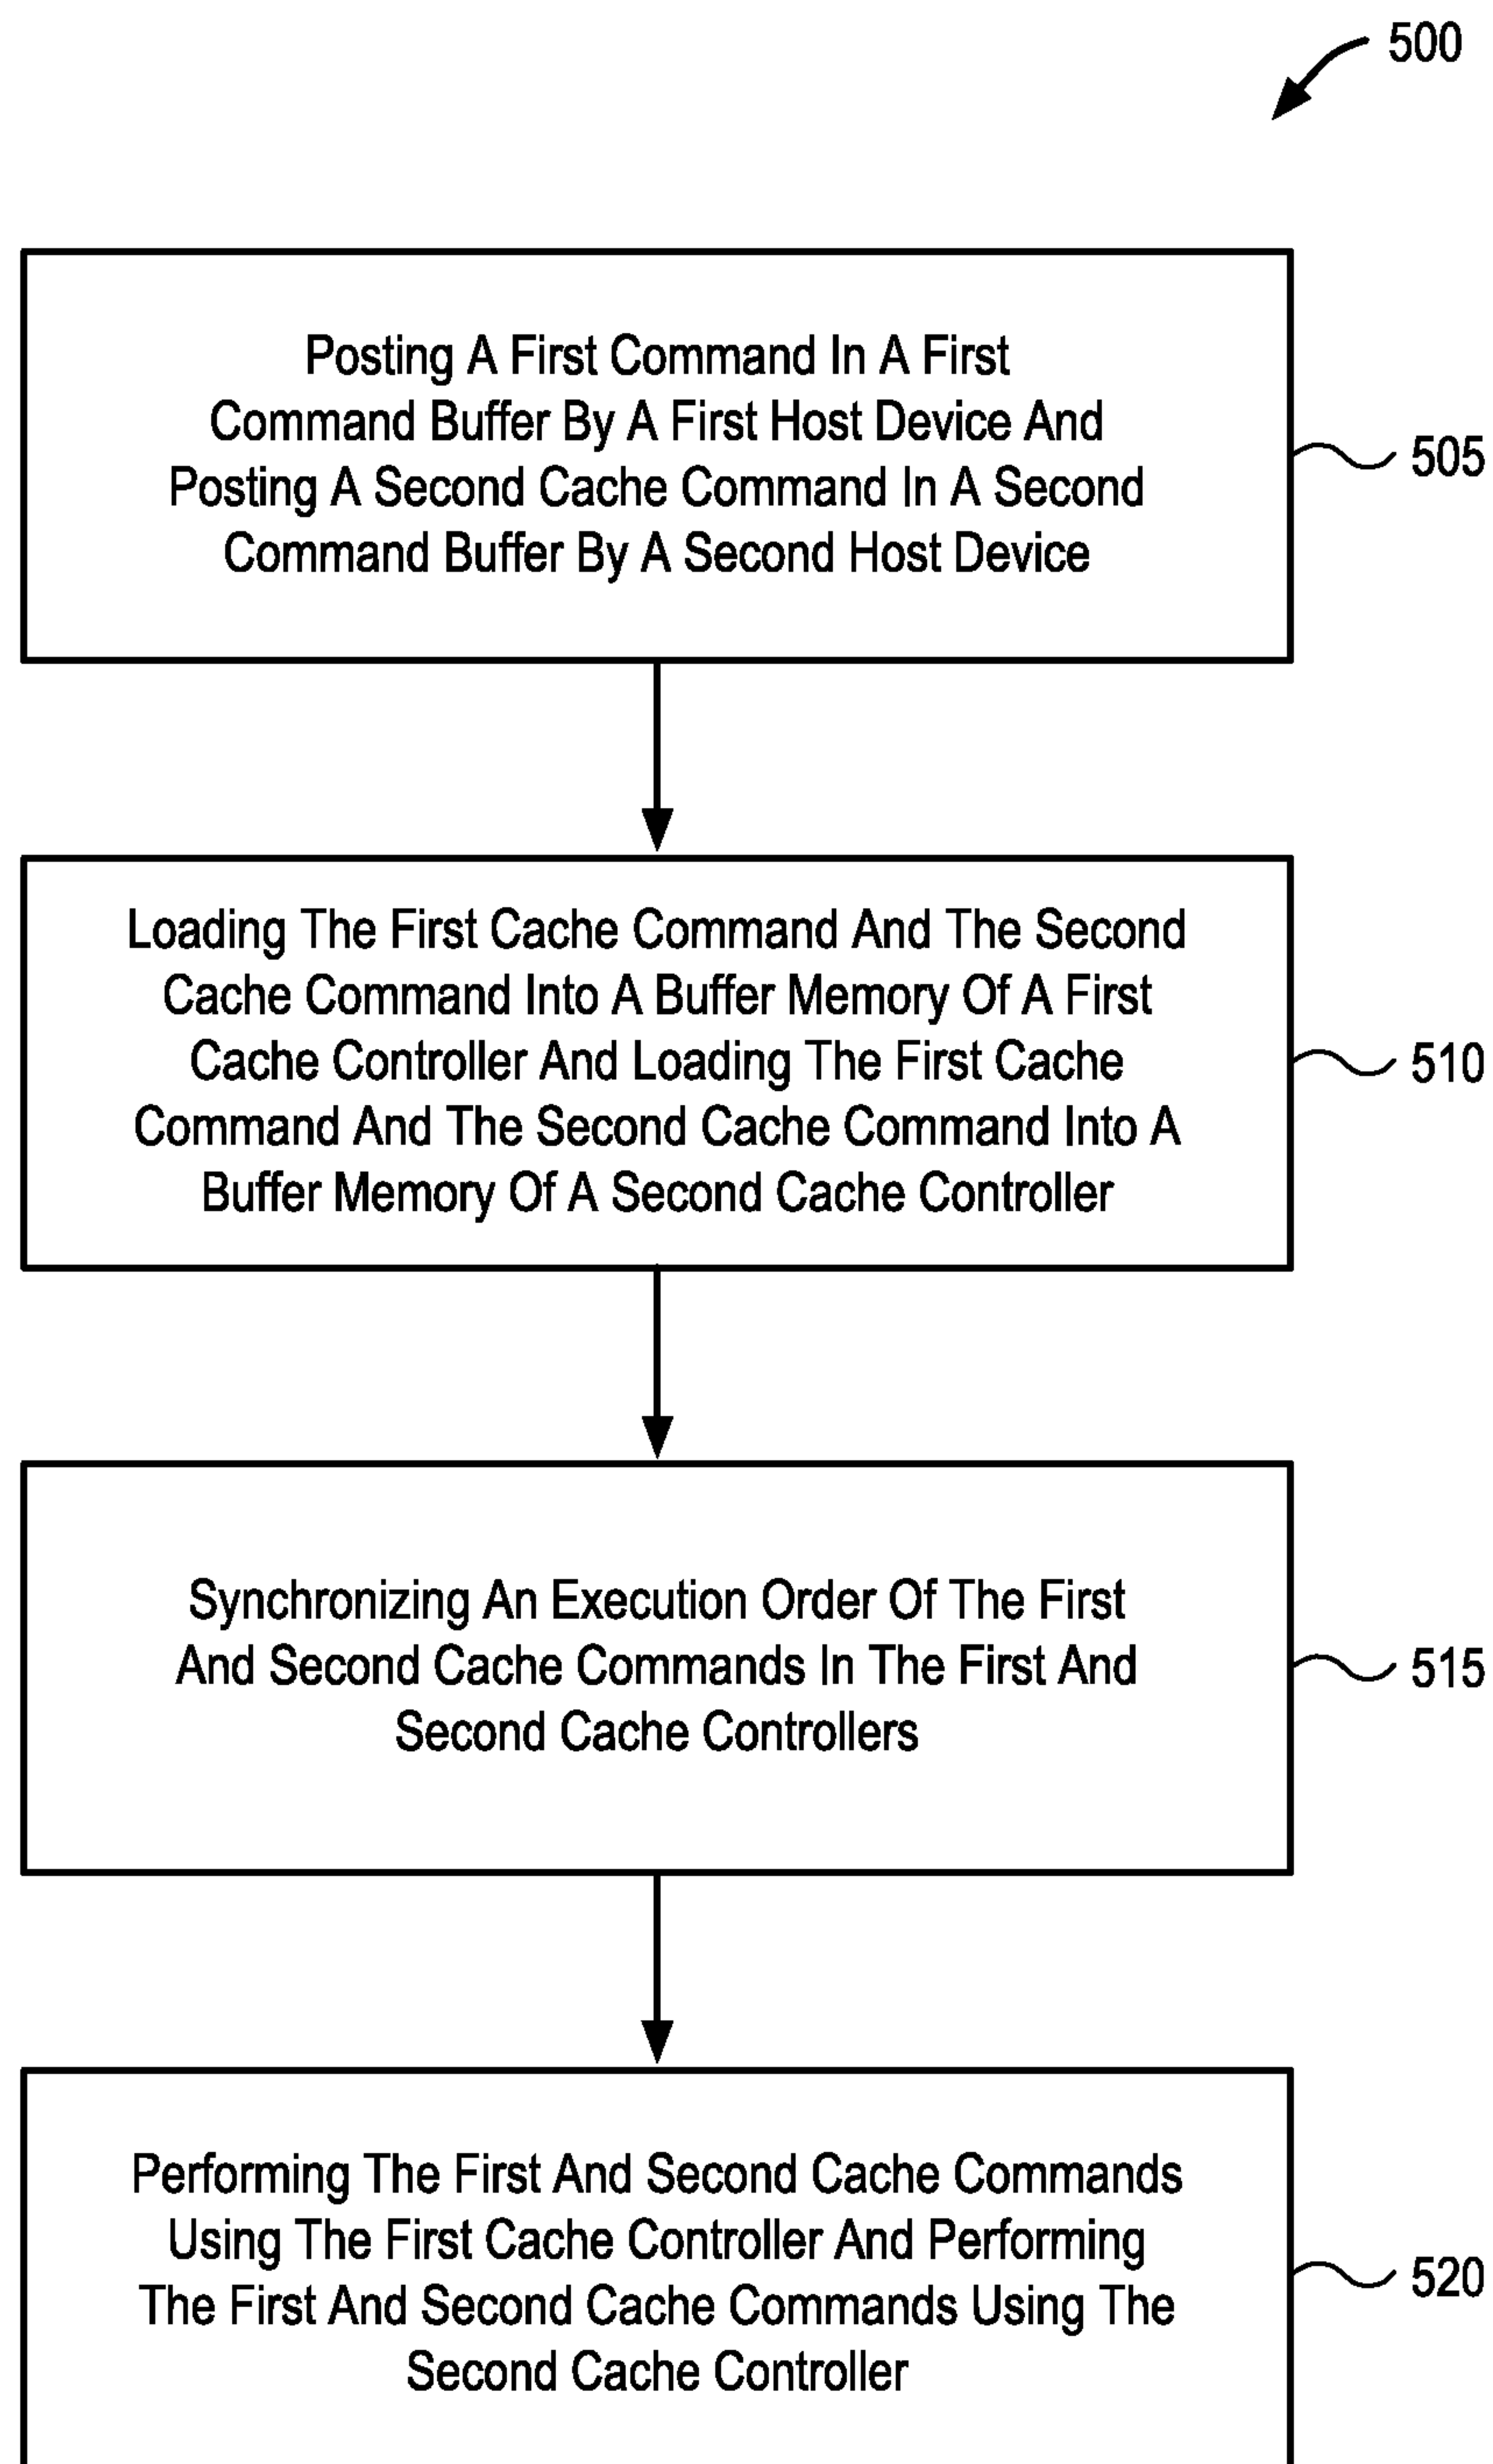 500
Posting A First Command In A First
Command Buffer By A First Host Device And
Posting A Second Cache Command In A Second
Command Buffer By A Second Host Device
505
Loading The First Cache Command And The Second
Cache Command Into A Buffer Memory Of A First
Cache Controller And Loading The First Cache
Command And The Second Cache Command Into A
Buffer Memory Of A Second Cache Controller
510
Synchronizing An Execution Order Of The First
And Second Cache Commands In The First And
Second Cache Controllers
515
Performing The First And Second Cache Commands
Using The First Cache Controller And Performing
The First And Second Cache Commands Using The
Second Cache Controller
520